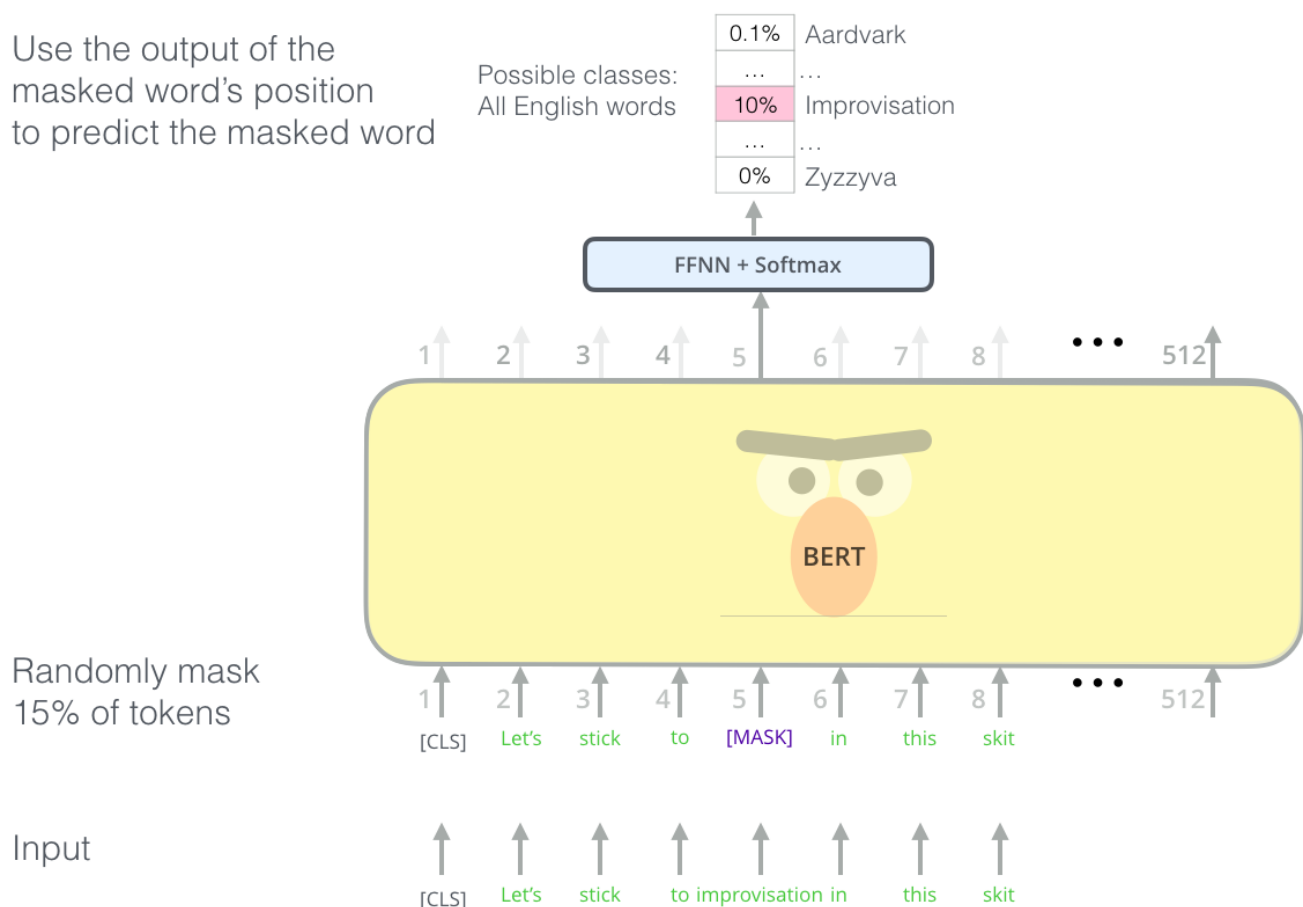 Use the output of the
masked word's position
to predict the masked word
Possible classes:
All English words
0.1% Aardvark
... ...
10% Improvisation
... ...
0% Zyzzyva
FFNN + Softmax
1 2 3 4 5 6 7 8 ... 512
BERT
Randomly mask
15% of tokens
1 2 3 4 5 6 7 8 ... 512
[CLS] Let's stick to [MASK] in this skit
Input
[CLS] Let's stick to improvisation in this skit